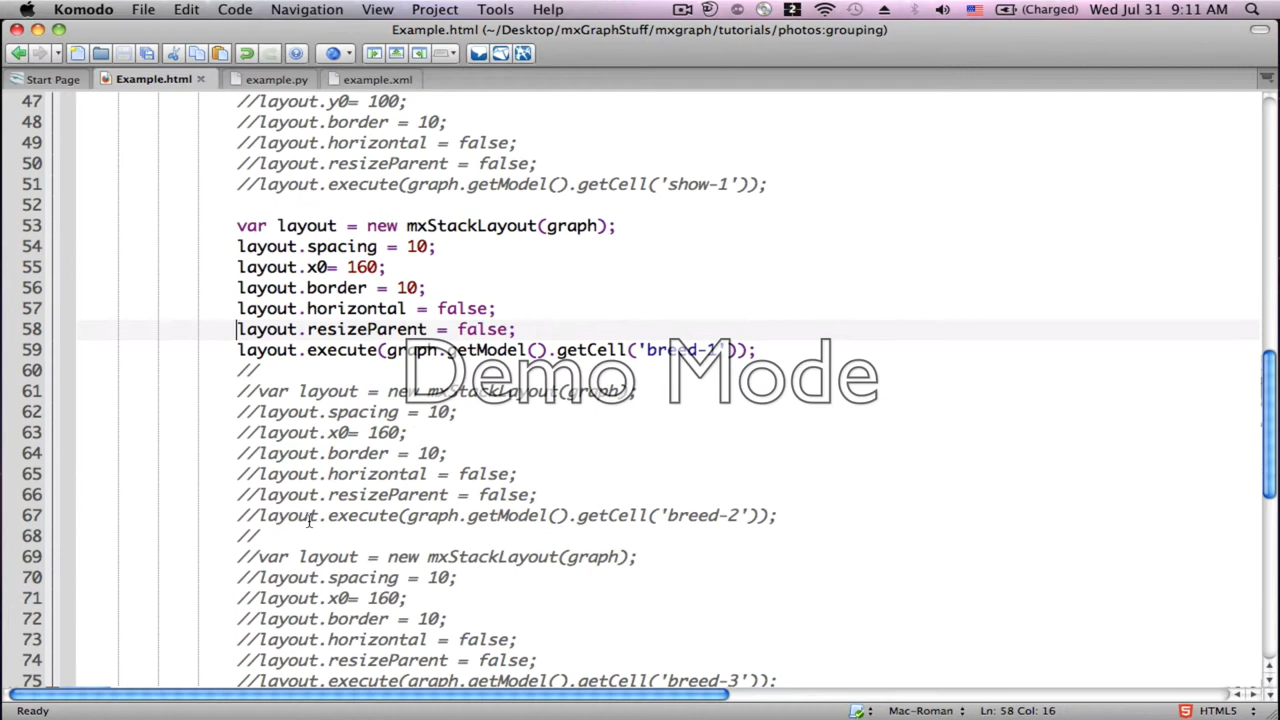 Komodo File Edit Code Navigation View Project Tools Help 2 (Charged) Wed Jul 31 9:11 AM
Example.html (~/Desktop/mxGraphStuff/mxgraph/tutorials/photos:grouping)
Start Page Example.html example.py example.xml
47 //layout.y0= 100;
48 //layout.border = 10;
49 //layout.horizontal = false;
50 //layout.resizeParent = false;
51 //layout.execute(graph.getModel().getCell('show-1'));
52
53 var layout = new mxStackLayout(graph);
54 layout.spacing = 10;
55 layout.x0= 160;
56 layout.border = 10;
57 layout.horizontal = false;
58 layout.resizeParent = false;
59 layout.execute(graph.getModel().getCell('breed-1'));
Demo Mode
60 //
61 //var layout = new mxStackLayout(graph);
62 //layout.spacing = 10;
63 //layout.x0= 160;
64 //layout.border = 10;
65 //layout.horizontal = false;
66 //layout.resizeParent = false;
67 //layout.execute(graph.getModel().getCell('breed-2'));
68 //
69 //var layout = new mxStackLayout(graph);
70 //layout.spacing = 10;
71 //layout.x0= 160;
72 //layout.border = 10;
73 //layout.horizontal = false;
74 //layout.resizeParent = false;
75 //layout.execute(graph.getModel().getCell('breed-3'));
Ready Mac-Roman Ln: 58 Col: 16 HTML5